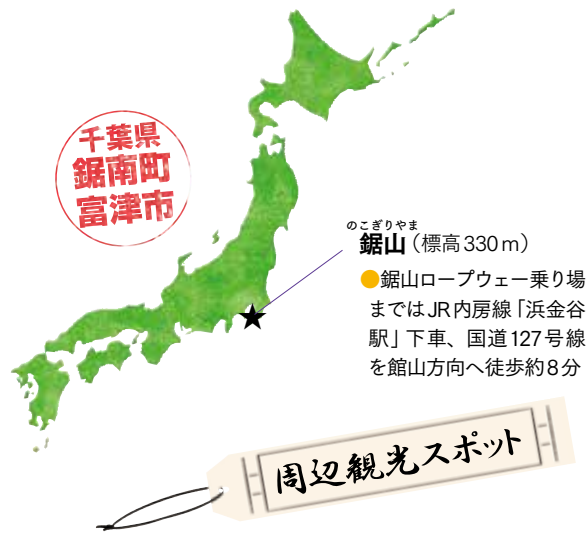 千葉県
鋸南町
富津市
のこぎりやま
鋸山（標高330m）
●鋸山ロープウェー乗り場
まではJR内房線「浜金谷
駅」下車、国道127号線
を館山方向へ徒歩約8分
周辺観光スポット